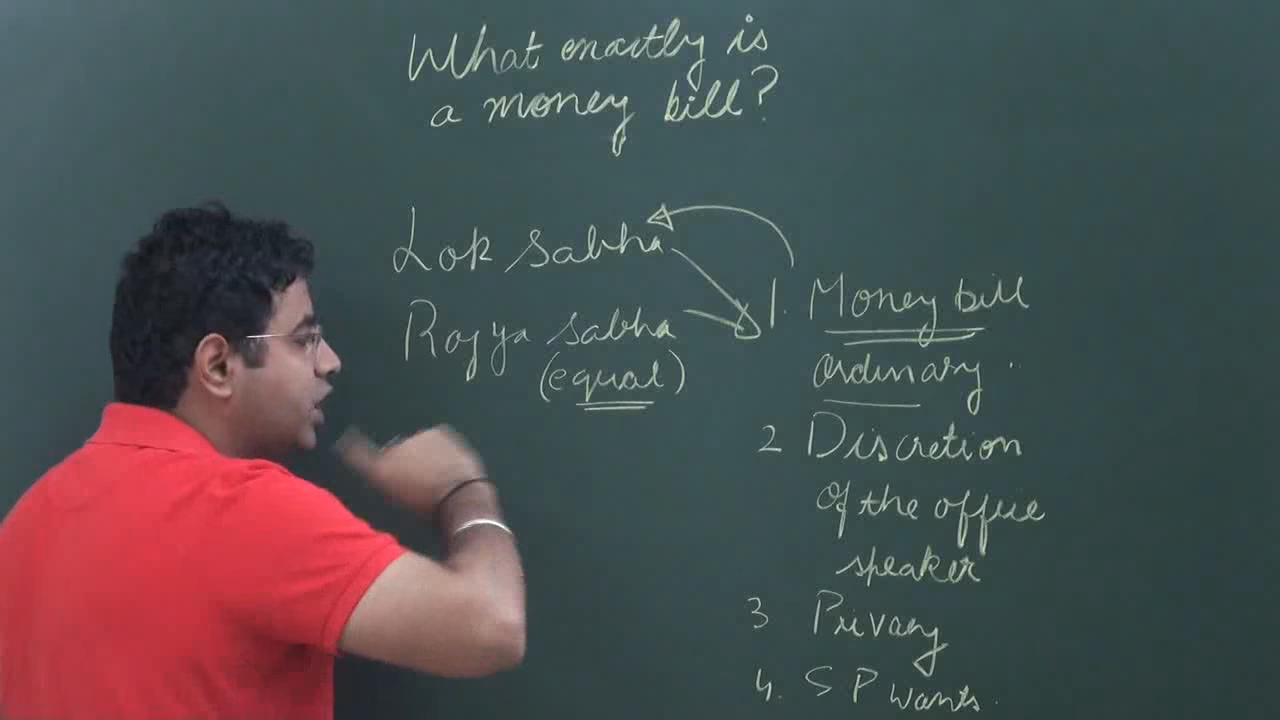 What exactly is
a money bill?
Lok Sabha
Rajya Sabha
(equal)
1. Money bill
ordinary
2 Discretion
of the office
speaker
3 Privacy
4. S P wants.